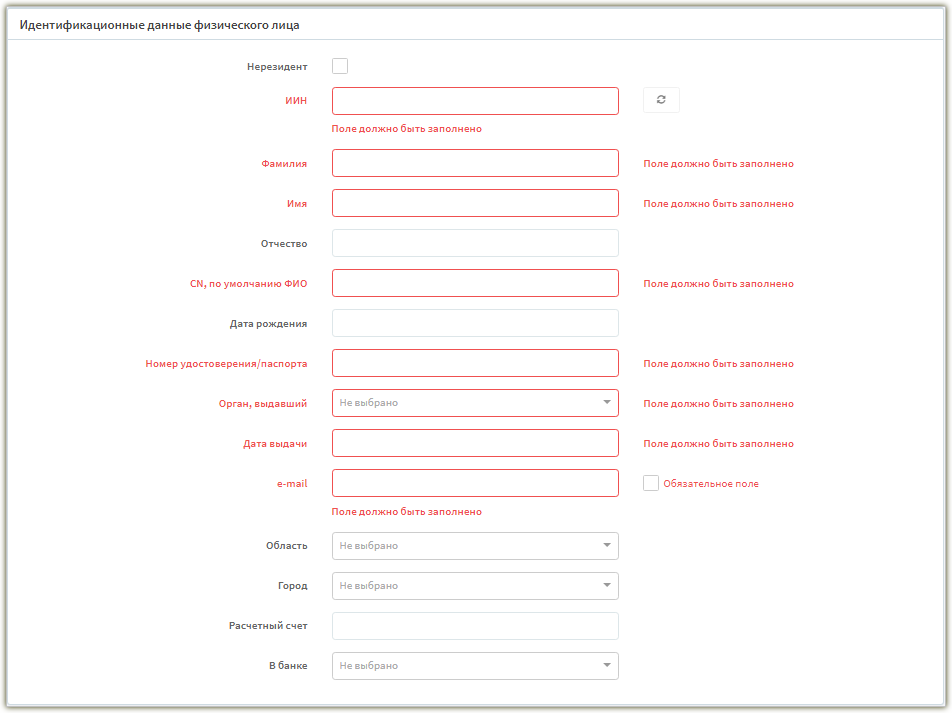 Идентификационные данные физического лица
Нерезидент
ИИН
Поле должно быть заполнено
Фамилия Поле должно быть заполнено
Имя Поле должно быть заполнено
Отчество
CN, по умолчанию ФИО Поле должно быть заполнено
Дата рождения
Номер удостоверения/паспорта Поле должно быть заполнено
Орган, выдавший Не выбрано Поле должно быть заполнено
Дата выдачи Поле должно быть заполнено
e-mail Обязательное поле
Поле должно быть заполнено
Область Не выбрано
Город Не выбрано
Расчетный счет
В банке Не выбрано